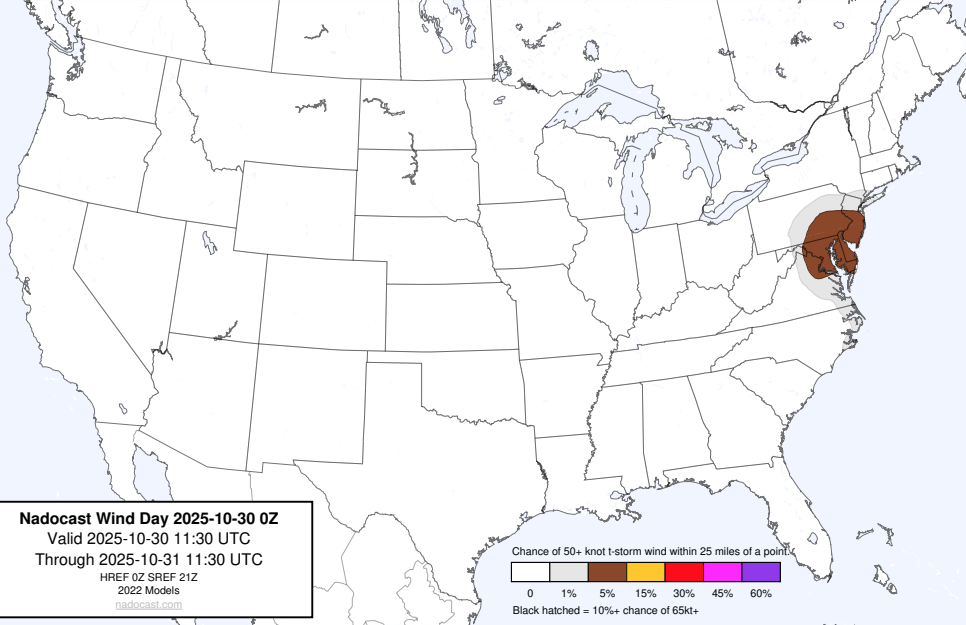 Nadocast Wind Day 2025-10-30 0Z
Valid 2025-10-30 11:30 UTC
Through 2025-10-31 11:30 UTC
HREF 0Z SREF 21Z
2022 Models
nadocast.com
Chance of 50+ knot t-storm wind within 25 miles of a point.
0 1% 5% 15% 30% 45% 60%
Black hatched = 10%+ chance of 65kt+